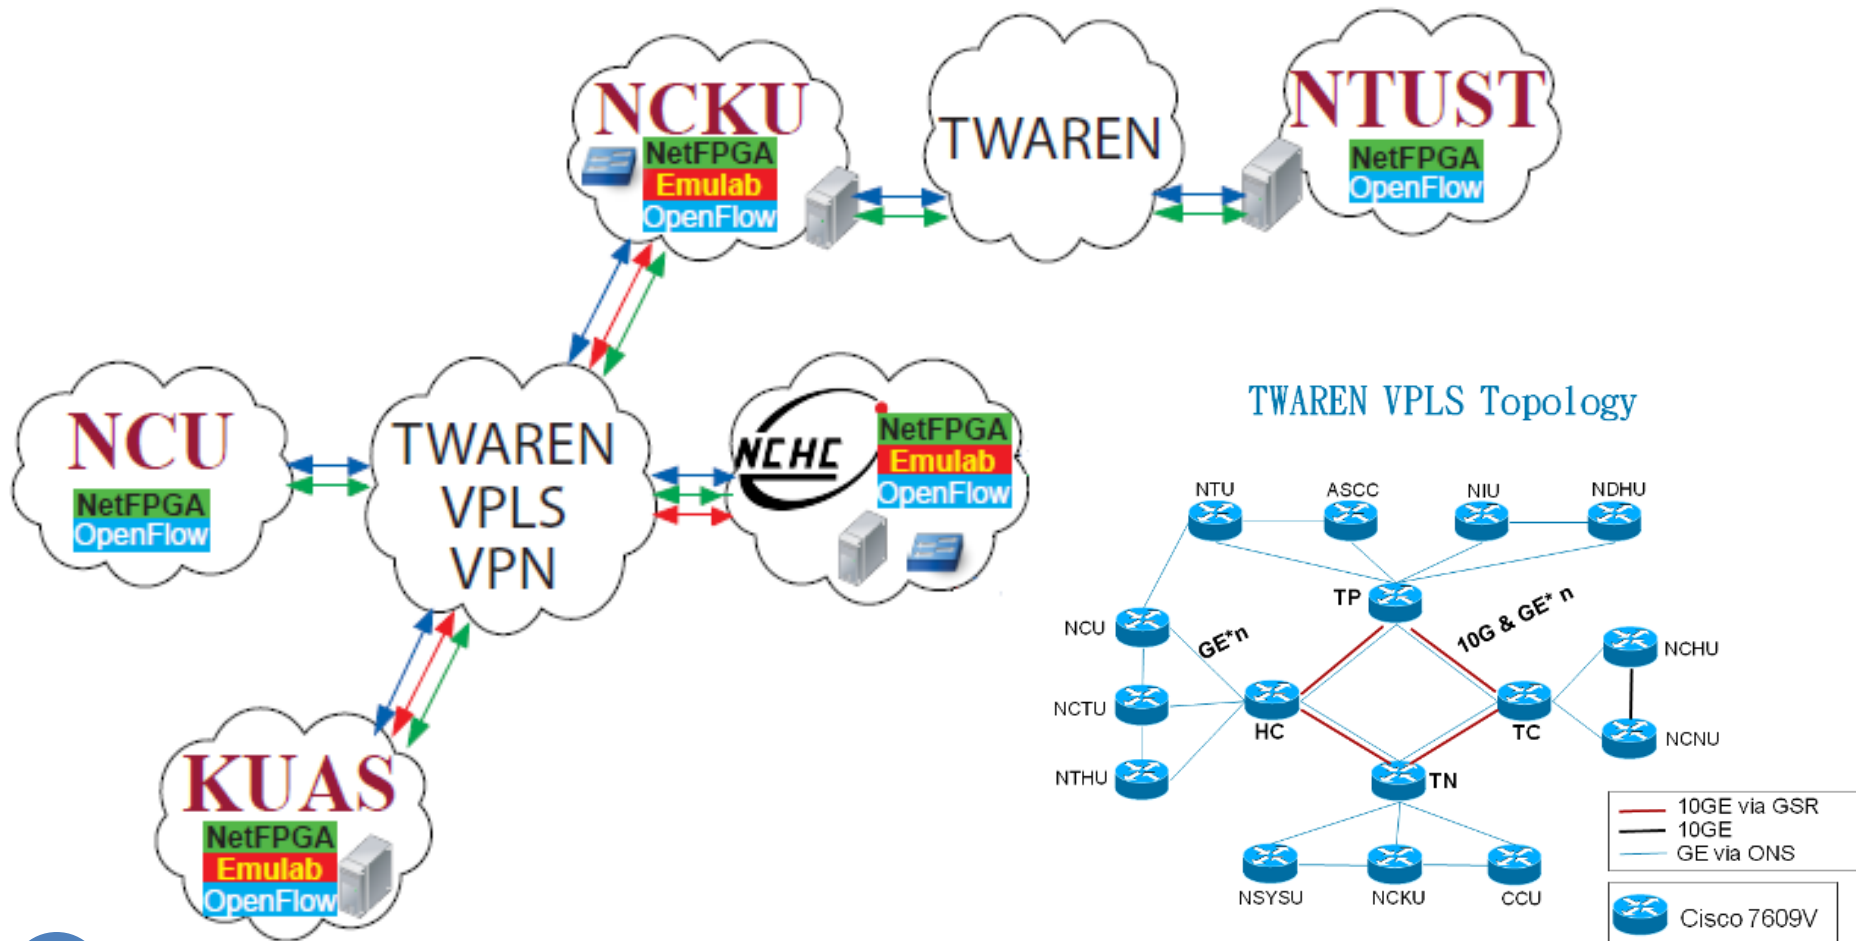 NCKU
NetFPGA
Emulab
OpenFlow
TWAREN
NTUST
NetFPGA
OpenFlow
NCU
NetFPGA
OpenFlow
TWAREN
VPLS
VPN
NCHC
NetFPGA
Emulab
OpenFlow
KUAS
NetFPGA
Emulab
OpenFlow
TWAREN VPLS Topology
NTU
ASCC
NIU
NDHU
TP
NCU
GE*n
10G & GE* n
NCHU
NCTU
HC
TC
NCNU
NTHU
TN
NSYSU
NCKU
CCU
10GE via GSR
10GE
GE via ONS
Cisco 7609V